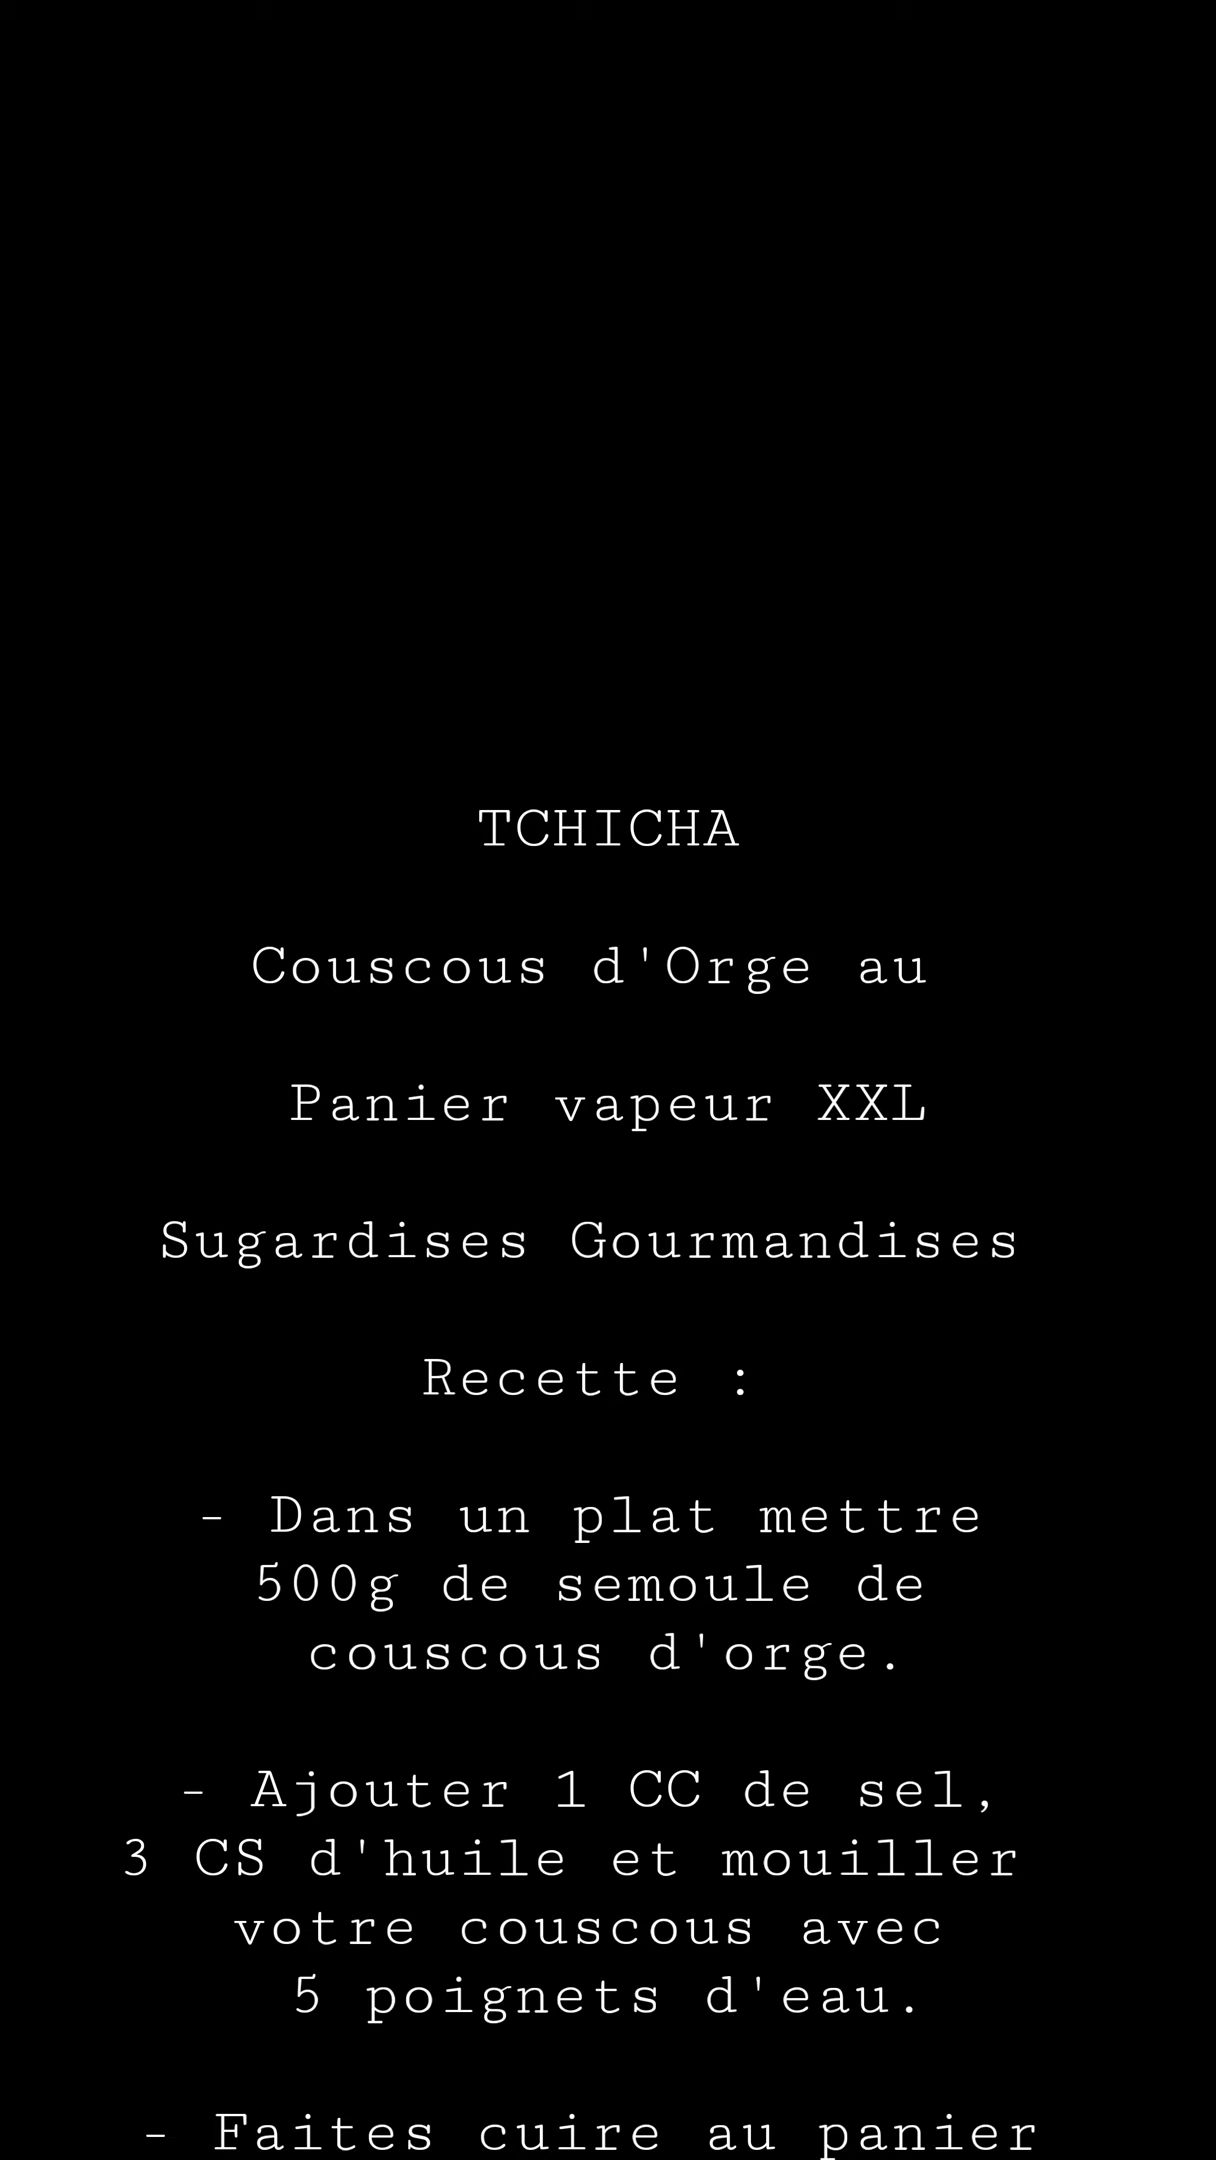 TCHICHA
Couscous d'Orge au
Panier vapeur XXL
Sugardises Gourmandises
Recette :
- Dans un plat mettre
500g de semoule de
couscous d'orge.
- Ajouter 1 CC de sel,
3 CS d'huile et mouiller
votre couscous avec
5 poignets d'eau.
- Faites cuire au panier